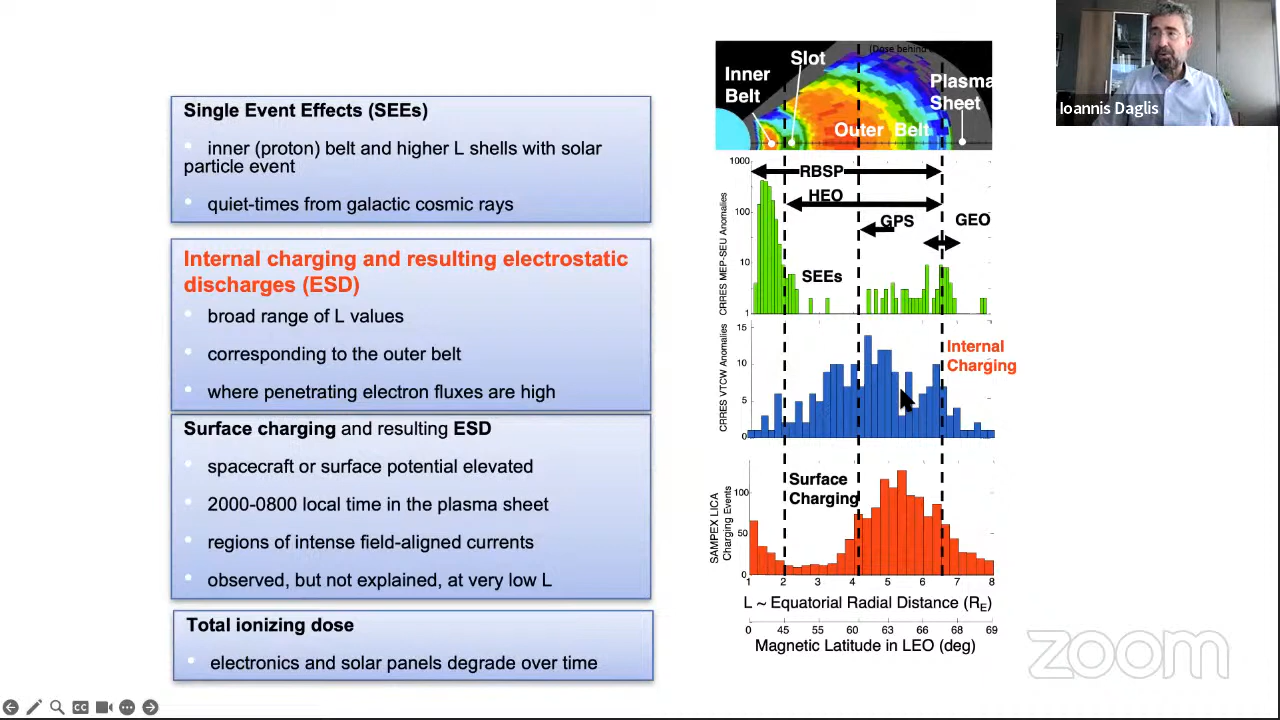 Single Event Effects (SEEs)
inner (proton) belt and higher L shells with solar
particle event
quiet-times from galactic cosmic rays
Internal charging and resulting electrostatic
discharges (ESD)
broad range of L values
corresponding to the outer belt
where penetrating electron fluxes are high
Surface charging and resulting ESD
spacecraft or surface potential elevated
2000-0800 local time in the plasma sheet
regions of intense field-aligned currents
observed, but not explained, at very low L
Total ionizing dose
electronics and solar panels degrade over time
(Dose behind
Slot
Inner
Belt
Plasma
Sheet
Outer Belt
1000
100
10
1
CRRES MEP-SEU Anomalies
RBSP
HEO
GPS
GEO
SEEs
15
10
5
0
CRRES VTCW Anomalies
Internal
Charging
100
50
0
SAMPEX LICA
Charging Events
Surface
Charging
1 2 3 4 5 6 7 8
L ~ Equatorial Radial Distance (RE)
0 45 55 60 63 66 68 69
Magnetic Latitude in LEO (deg)
Ioannis Daglis
zoom
CC